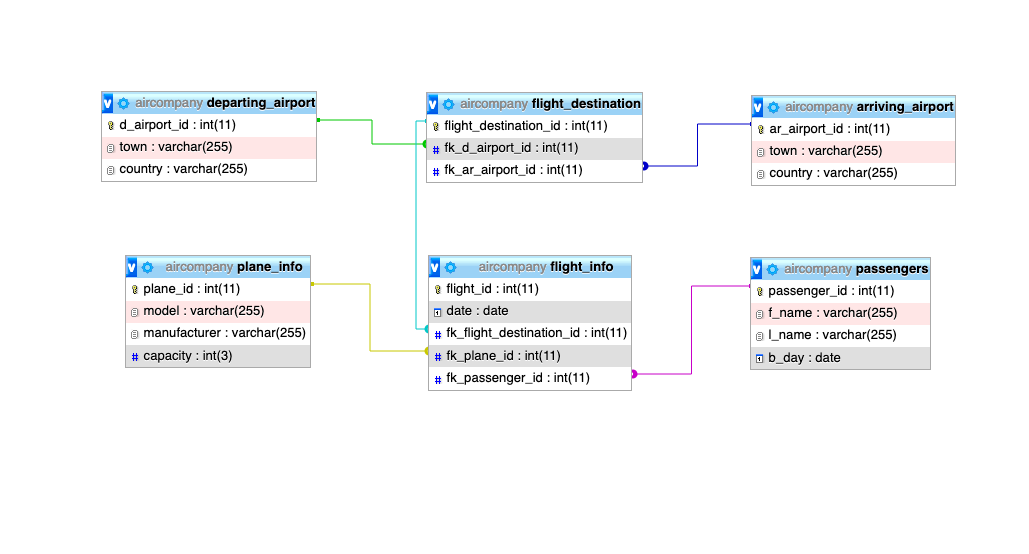 aircompany departing_airport
d_airport_id : int(11)
town : varchar(255)
country : varchar(255)
aircompany flight_destination
flight_destination_id : int(11)
# fk_d_airport_id : int(11)
# fk_ar_airport_id : int(11)
aircompany arriving_airport
ar_airport_id : int(11)
town : varchar(255)
country : varchar(255)
aircompany plane_info
plane_id : int(11)
model : varchar(255)
manufacturer : varchar(255)
# capacity : int(3)
aircompany flight_info
flight_id : int(11)
date : date
# fk_flight_destination_id : int(11)
# fk_plane_id : int(11)
# fk_passenger_id : int(11)
aircompany passengers
passenger_id : int(11)
f_name : varchar(255)
l_name : varchar(255)
b_day : date